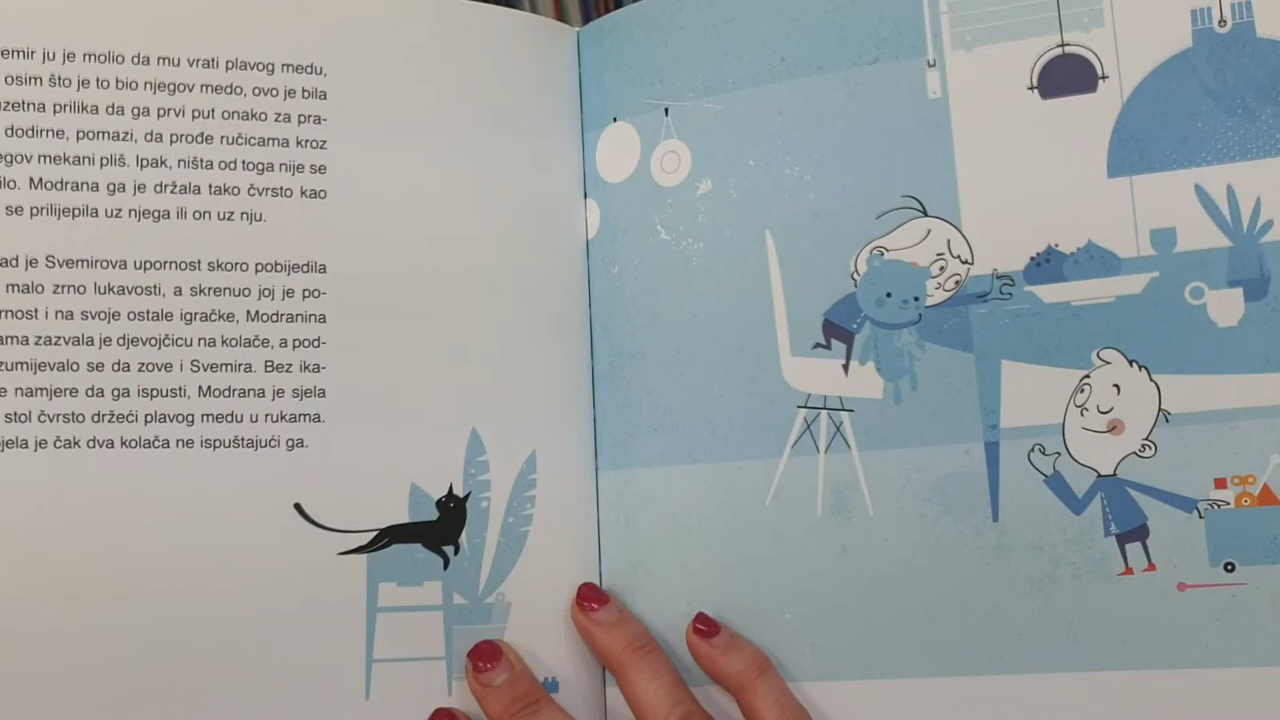 emir ju je molio da mu vrati plavog medu,
osim što je to bio njegov medo, ovo je bila
zetna prilika da ga prvi put onako za pra-
dodirne, pomazi, da prođe ručicama kroz
egov mekani pliš. Ipak, ništa od toga nije se
ilo. Modrana ga je držala tako čvrsto kao
se prilijepila uz njega ili on uz nju.
ad je Svemirova upornost skoro pobijedila
malo zrno lukavosti, a skrenuo joj je po-
rnost i na svoje ostale igračke, Modranina
ama zazvala je djevojčicu na kolače, a pod-
zumijevalo se da zove i Svemira. Bez ika-
e namjere da ga ispusti, Modrana je sjela
stol čvrsto držeći plavog medu u rukama.
jela je čak dva kolača ne ispuštajući ga.